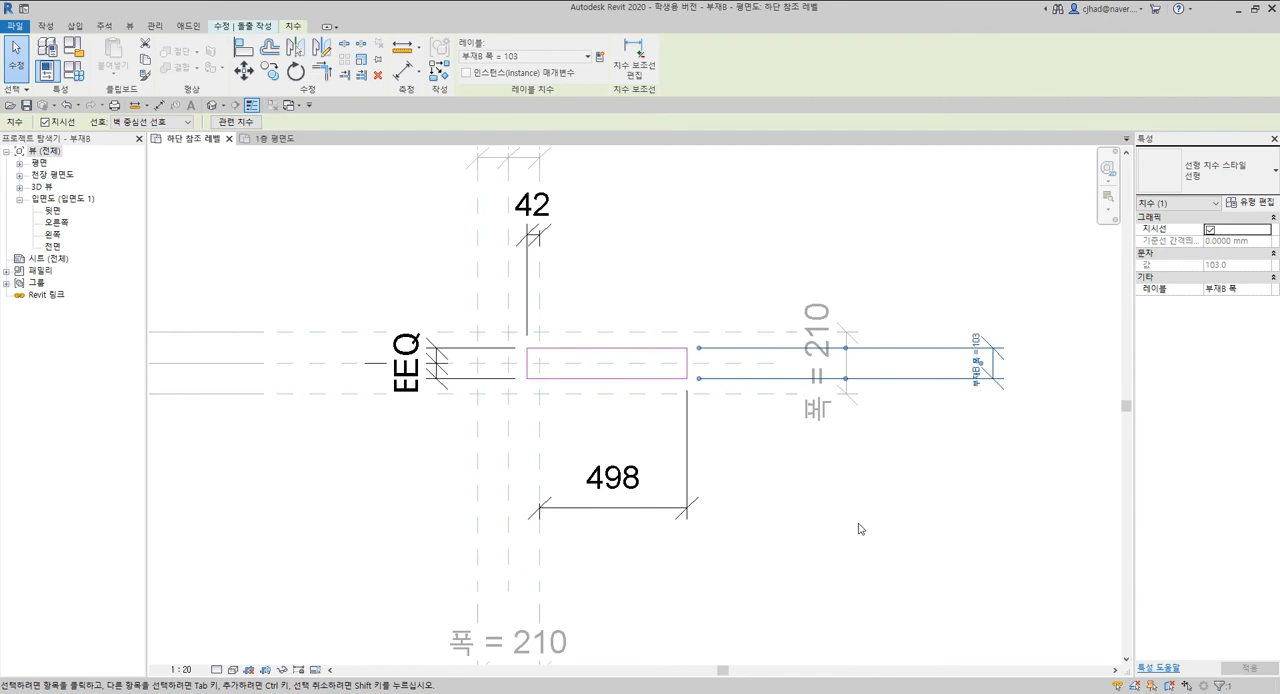 Autodesk Revit 2020 - 학생용 버전 - 부재B - 평면도: 하단 참조 레벨
cjhad@naver....
파일 작성 삽입 주석 뷰 관리 애드인 수정 | 돌출 작성 치수
수정
붙여넣기
절단
결합
레이블:
부재B 폭 = 103
인스턴스(Instance) 매개변수
치수 보조선
편집
선택 특성 클립보드 형상 수정 측정 작성 레이블 치수 치수 보조선
치수 지시선 선호: 벽 중심선 선호 관련 치수
프로젝트 탐색기 - 부재B
하단 참조 레벨
1층 평면도
뷰 (전체)
평면
천장 평면도
3D 뷰
입면도 (입면도 1)
뒷면
오른쪽
왼쪽
전면
시트 (전체)
패밀리
그룹
Revit 링크
42
EEQ
폭 = 210
부재B 폭 = 103
498
폭 = 210
특성
선형 치수 스타일
선형
치수 (1)
유형 편집
그래픽
지시선
기준선 간격띄...
0.0000 mm
문자
값
103.0
기타
레이블
부재B 폭
특성 도움말
적용
1 : 20
선택하려면 항목을 클릭하고, 다른 항목을 선택하려면 Tab 키, 추가하려면 Ctrl 키, 선택 취소하려면 Shift 키를 누르십시오.
:1